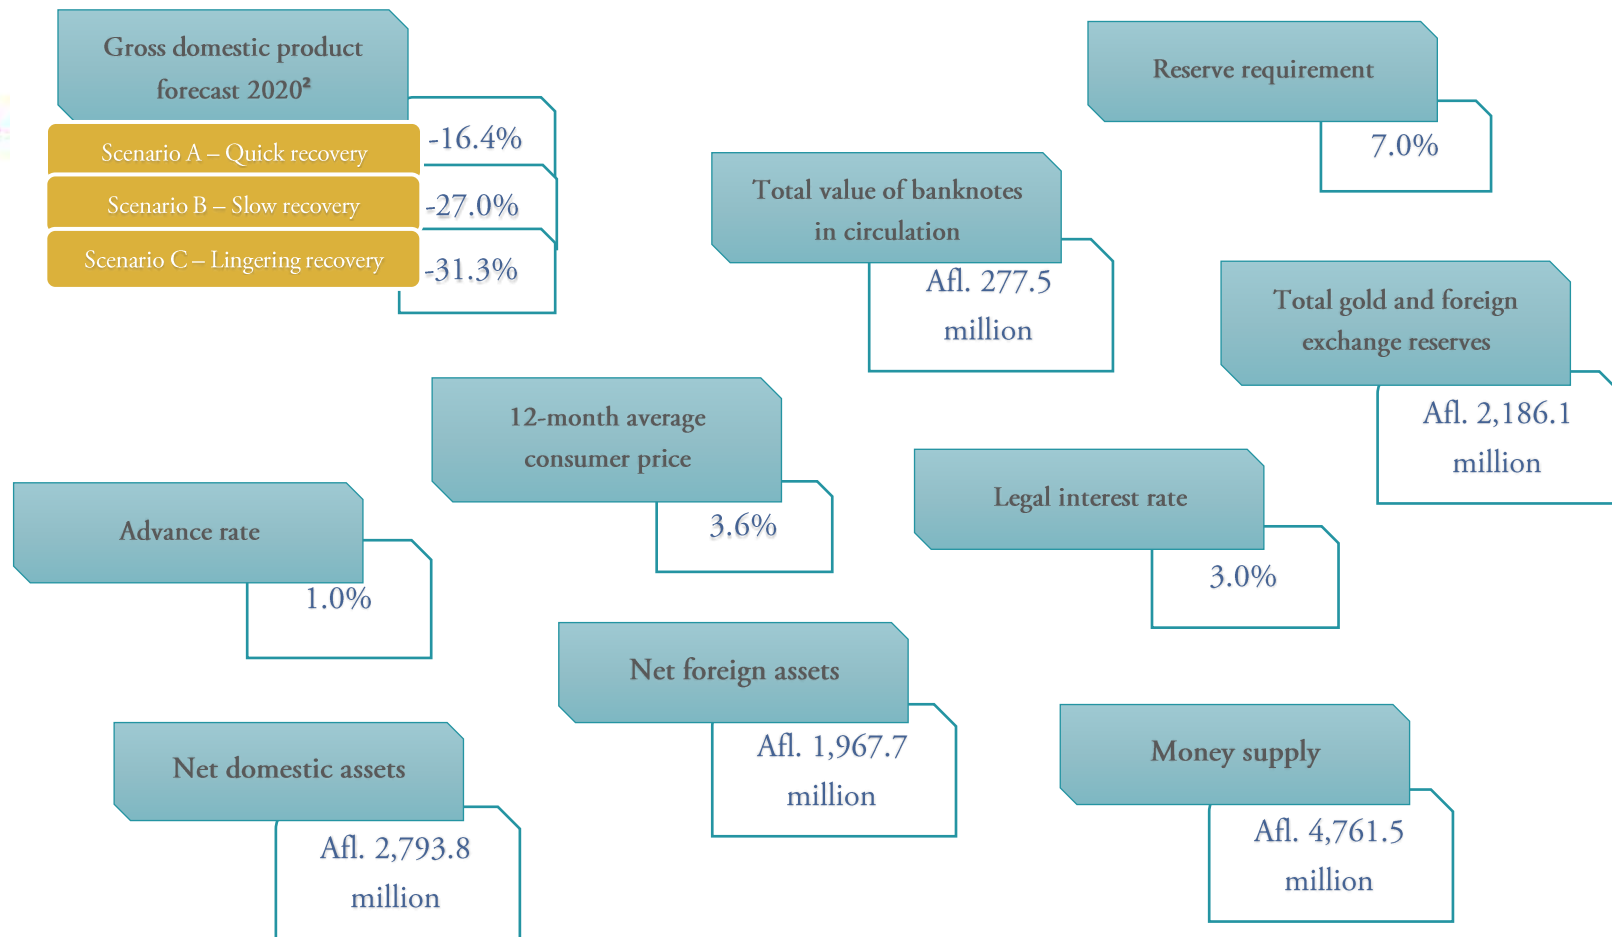 Gross domestic product
forecast 2020²
Scenario A – Quick recovery
-16.4%
Scenario B – Slow recovery
-27.0%
Scenario C – Lingering recovery
-31.3%
Reserve requirement
7.0%
Total value of banknotes
in circulation
Afl. 277.5
million
Total gold and foreign
exchange reserves
Afl. 2,186.1
million
12-month average
consumer price
3.6%
Legal interest rate
3.0%
Advance rate
1.0%
Net foreign assets
Afl. 1,967.7
million
Money supply
Afl. 4,761.5
million
Net domestic assets
Afl. 2,793.8
million